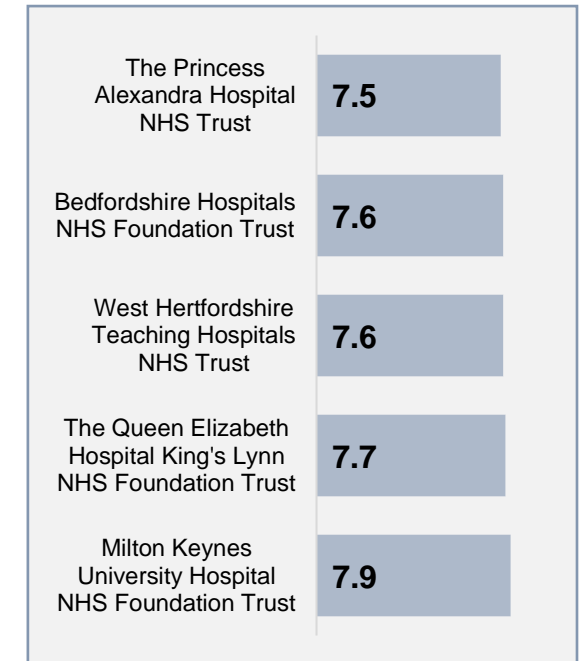 The Princess
Alexandra Hospital
NHS Trust
7.5
Bedfordshire Hospitals
NHS Foundation Trust
7.6
West Hertfordshire
Teaching Hospitals
NHS Trust
7.6
The Queen Elizabeth
Hospital King's Lynn
NHS Foundation Trust
7.7
Milton Keynes
University Hospital
NHS Foundation Trust
7.9